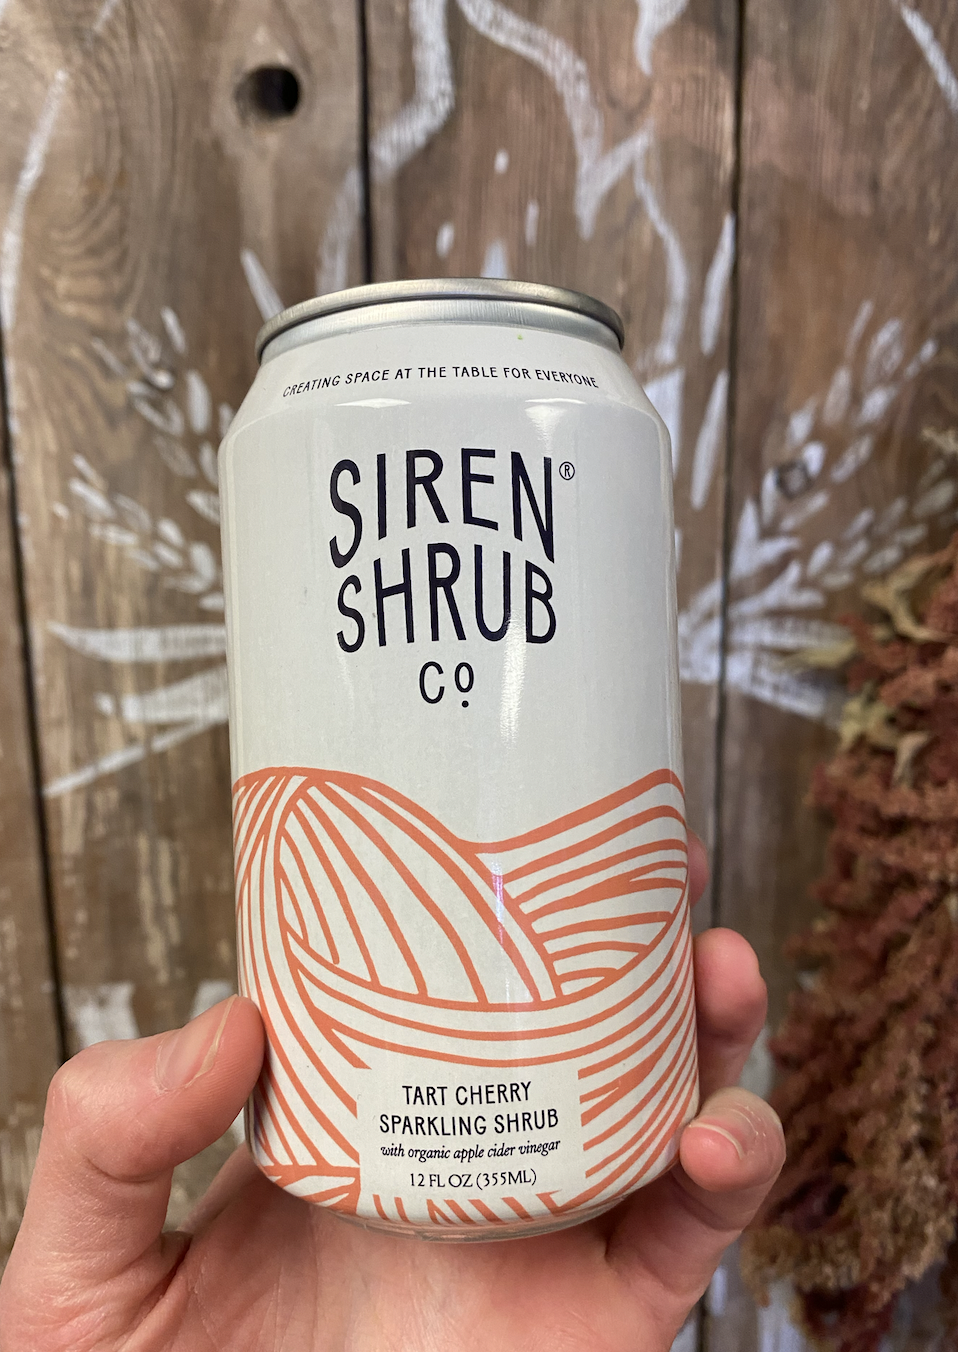 CREATING SPACE AT THE TABLE FOR EVERYONE
SIREN®
SHRUB
Co
TART CHERRY
SPARKLING SHRUB
with organic apple cider vinegar
12 FL OZ (355ML)